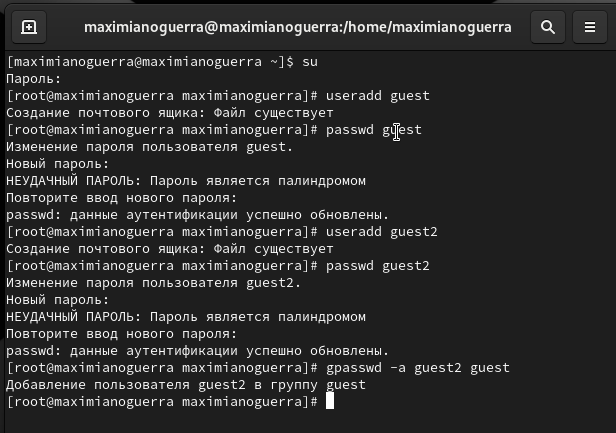 maximianoguerra@maximianoguerra:/home/maximianoguerra
[maximianoguerra@maximianoguerra ~]$ su
Пароль:
[root@maximianoguerra maximianoguerra]# useradd guest
Создание почтового ящика: Файл существует
[root@maximianoguerra maximianoguerra]# passwd guest
Изменение пароля пользователя guest.
Новый пароль:
НЕУДАЧНЫЙ ПАРОЛЬ: Пароль является палиндромом
Повторите ввод нового пароля:
passwd: данные аутентификации успешно обновлены.
[root@maximianoguerra maximianoguerra]# useradd guest2
Создание почтового ящика: Файл существует
[root@maximianoguerra maximianoguerra]# passwd guest2
Изменение пароля пользователя guest2.
Новый пароль:
НЕУДАЧНЫЙ ПАРОЛЬ: Пароль является палиндромом
Повторите ввод нового пароля:
passwd: данные аутентификации успешно обновлены.
[root@maximianoguerra maximianoguerra]# gpasswd -a guest2 guest
Добавление пользователя guest2 в группу guest
[root@maximianoguerra maximianoguerra]#